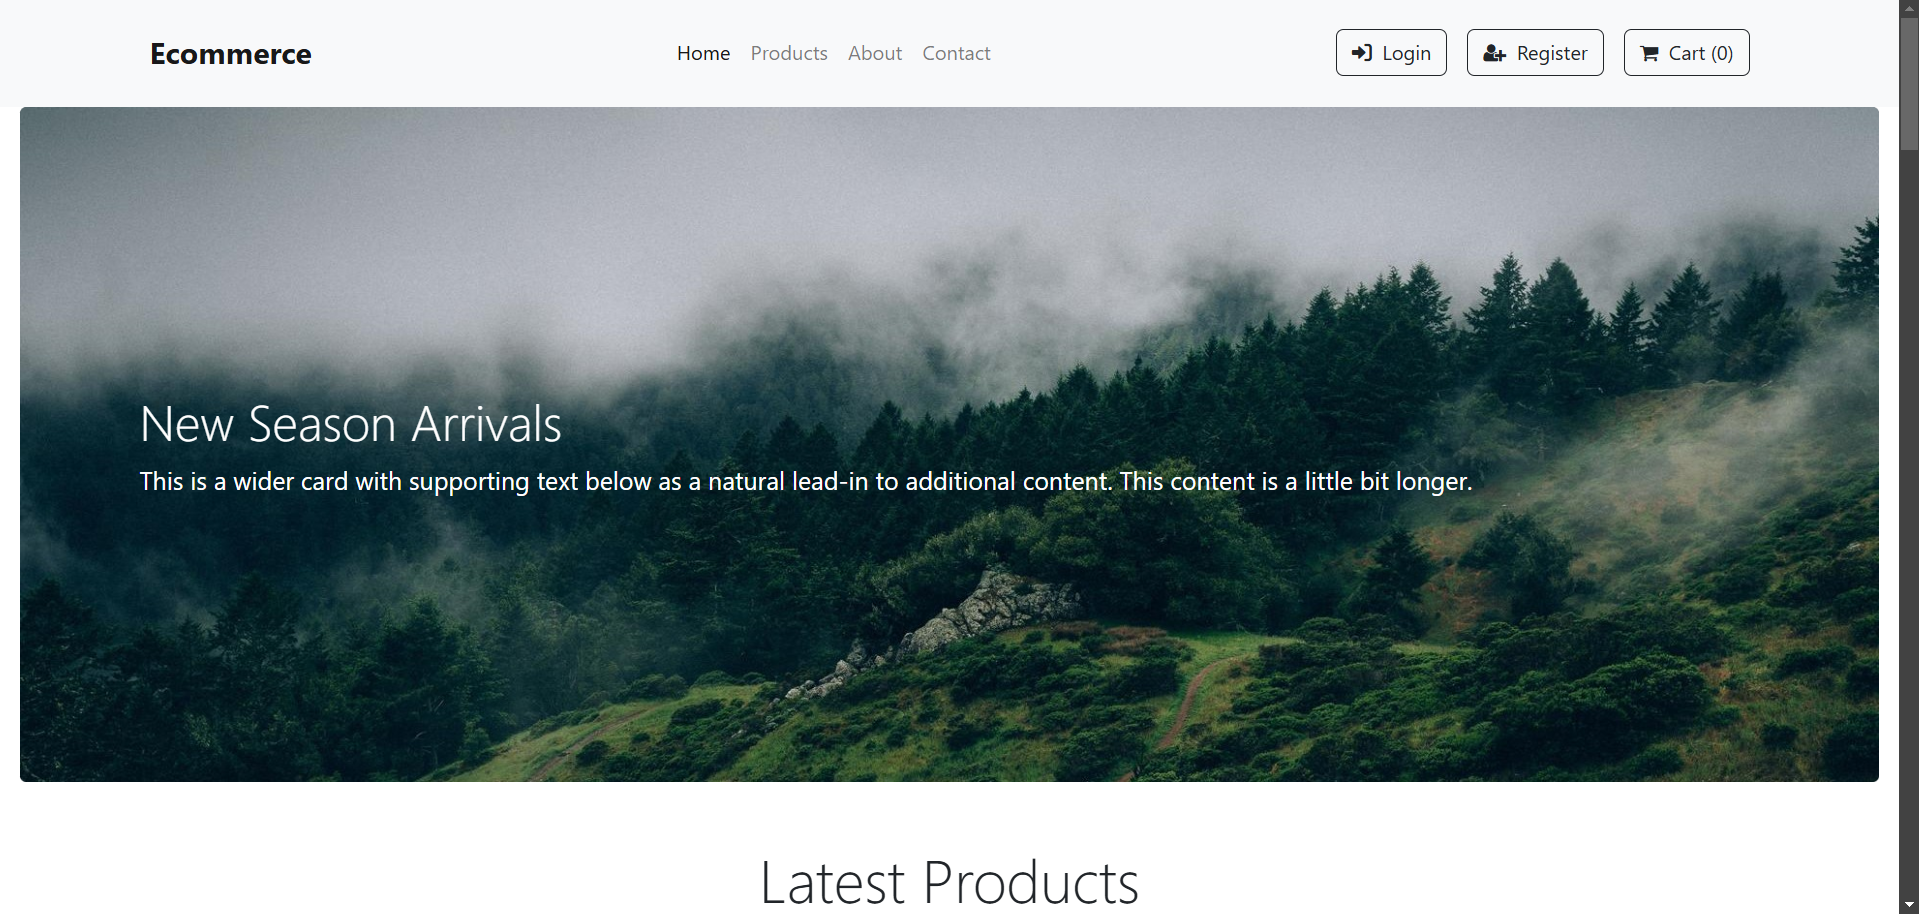 Ecommerce
Home Products About Contact
Login Register Cart (0)
New Season Arrivals
This is a wider card with supporting text below as a natural lead-in to additional content. This content is a little bit longer.
Latest Products